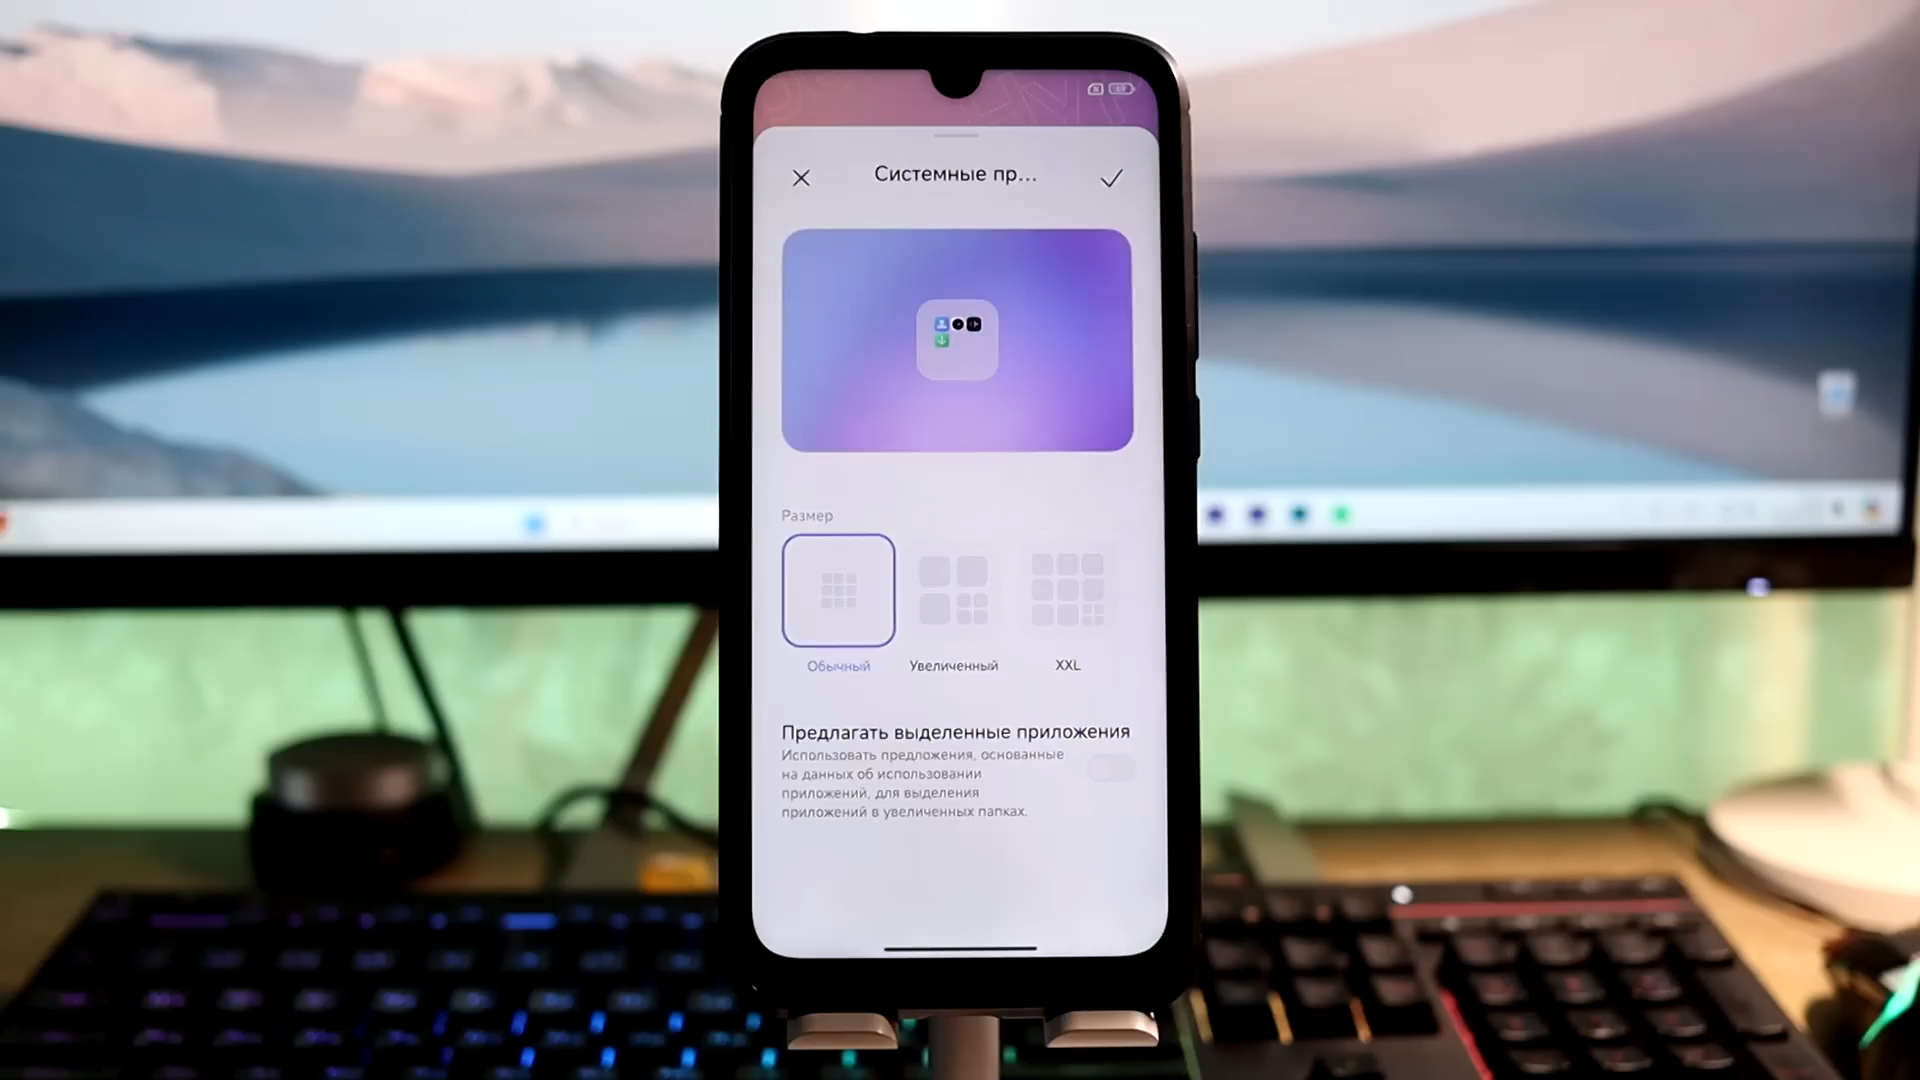 Системные пр...
Размер
Обычный
Увеличенный
XXL
Предлагать выделенные приложения
Использовать предложения, основанные
на данных об использовании
приложений, для выделения
приложений в увеличенных папках.